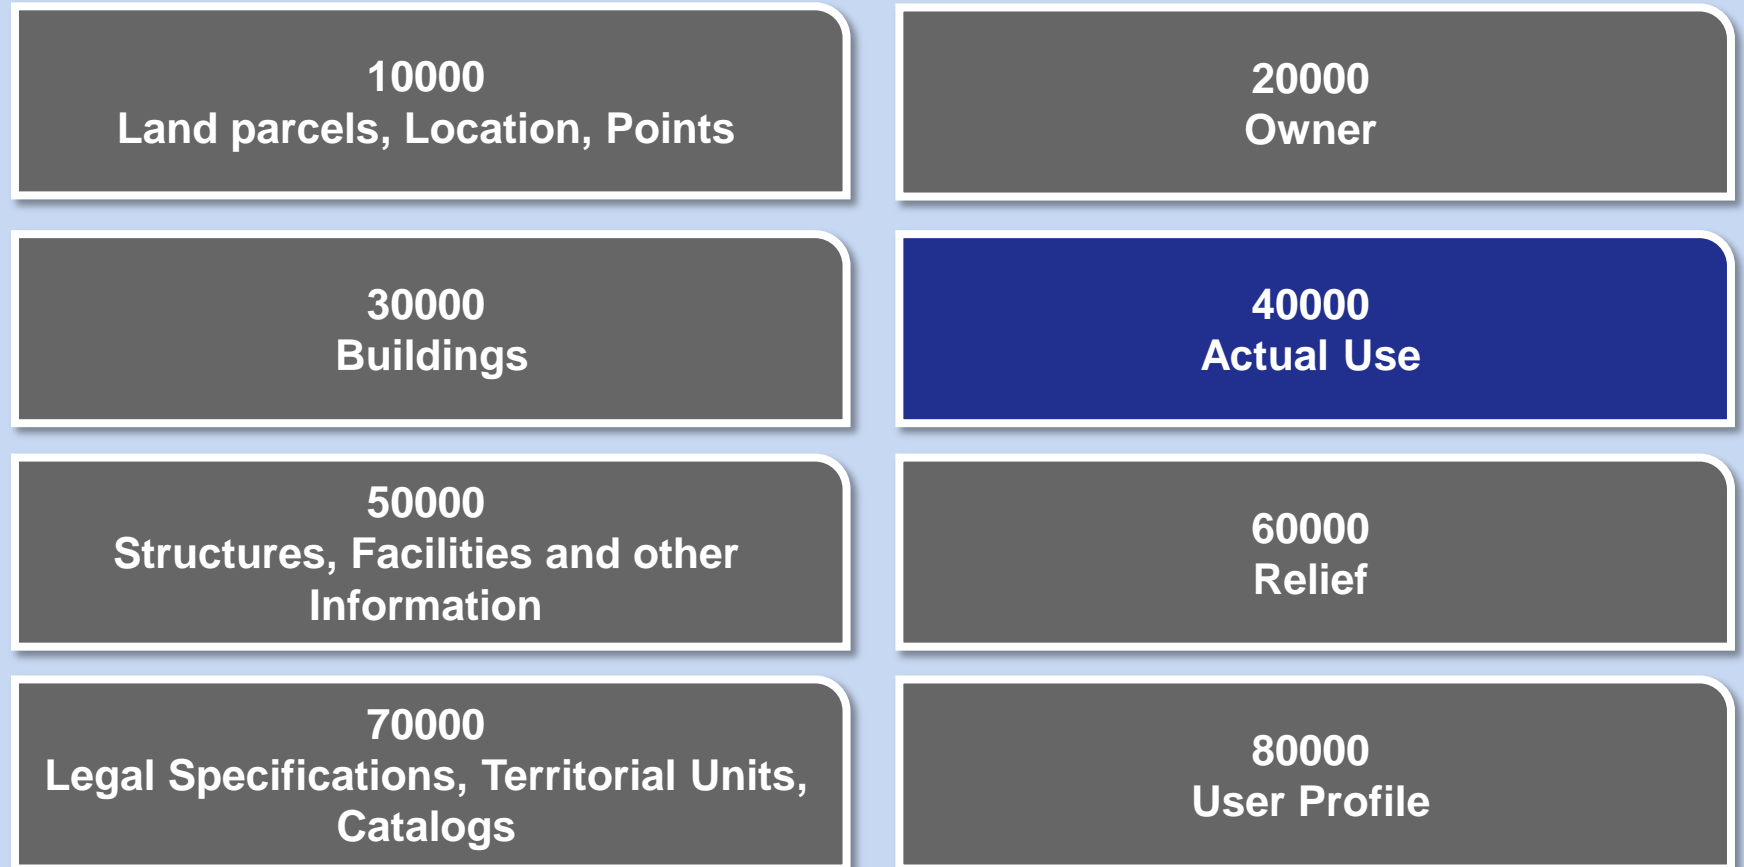 10000
Land parcels, Location, Points
20000
Owner
30000
Buildings
40000
Actual Use
50000
Structures, Facilities and other
Information
60000
Relief
70000
Legal Specifications, Territorial Units,
Catalogs
80000
User Profile